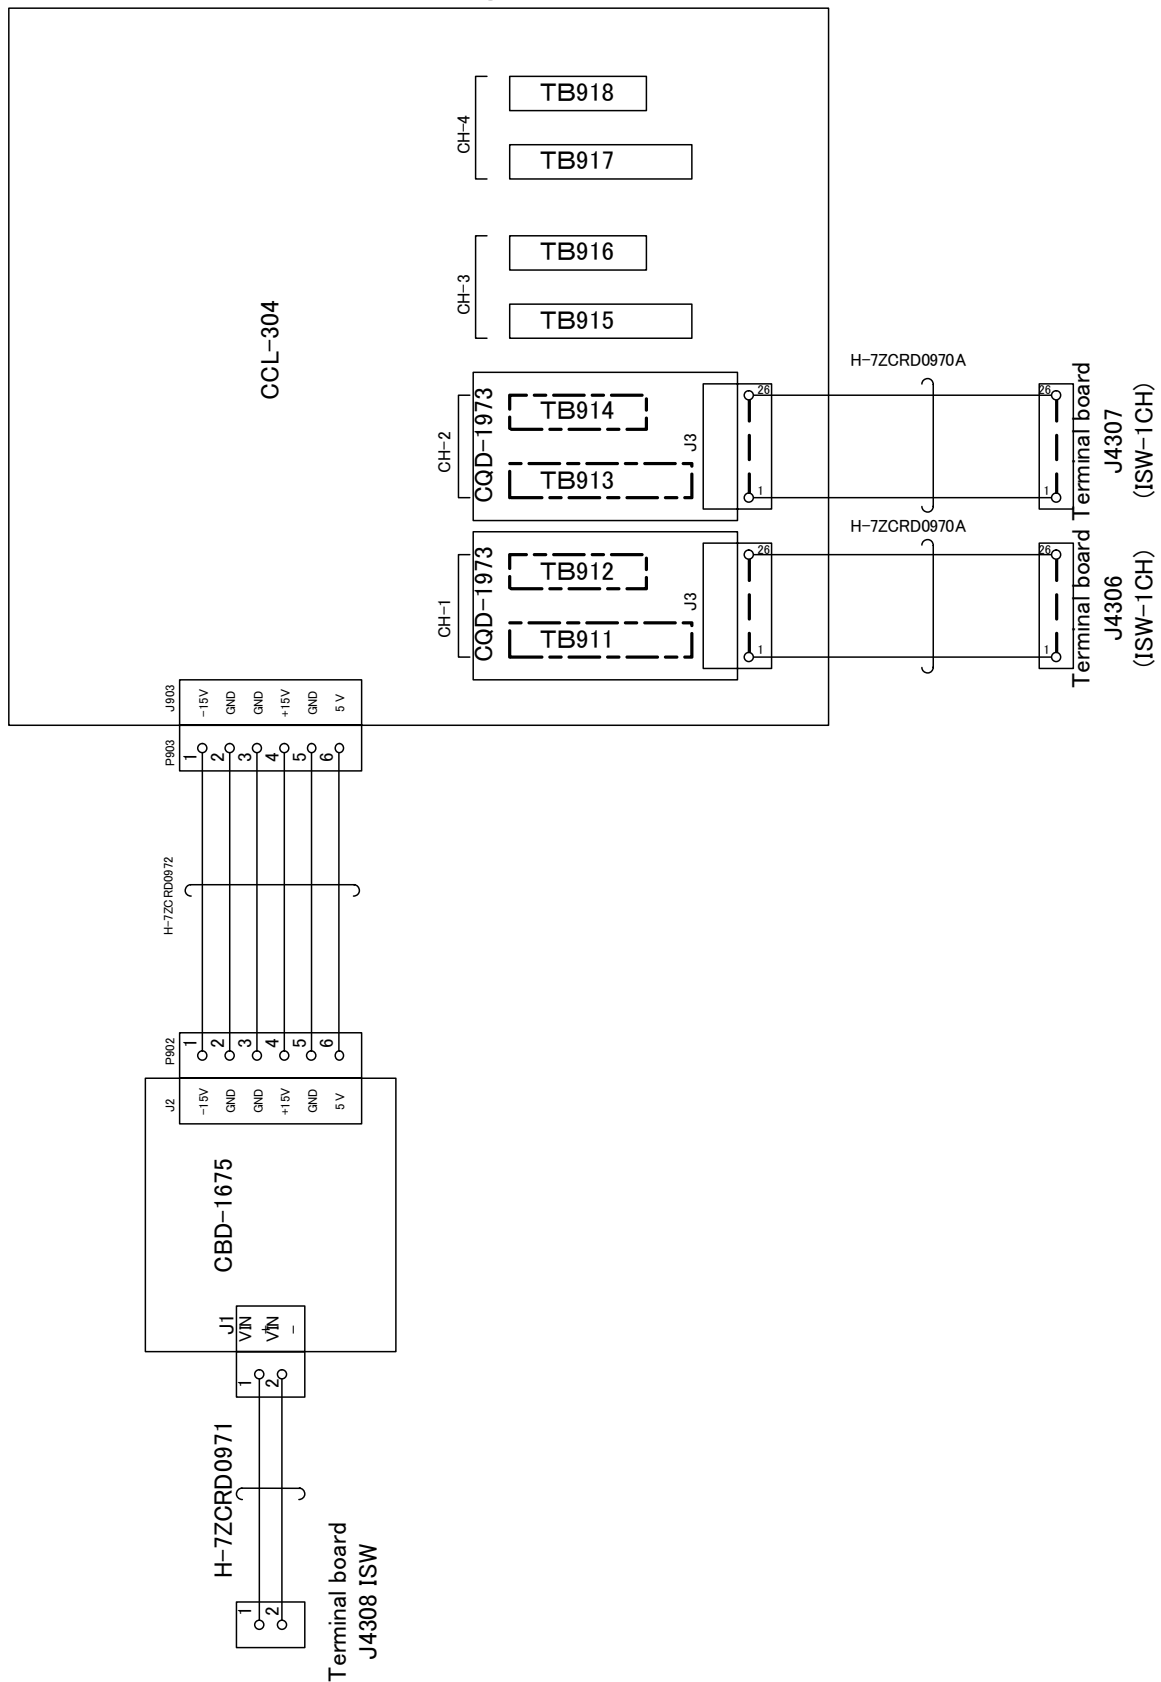 TB918
TB917
CH-4
TB916
TB915
CH-3
CCL-304
CQD-1973
TB914
TB913
CH-2
J3
26
1
H-7ZCRD0970A
26
1
Terminal board
J4307
(ISW-1CH)
CQD-1973
TB912
TB911
CH-1
J3
26
1
H-7ZCRD0970A
26
1
Terminal board
J4306
(ISW-1CH)
J903
-15V
GND
GND
+15V
GND
5V
P903
1
2
3
4
5
6
H-7ZCRD0972
P902
1
2
3
4
5
6
J2
-15V
GND
GND
+15V
GND
5V
CBD-1675
J1
VIN
+
VIN
-
1
2
H-7ZCRD0971
1
2
Terminal board
J4308 ISW